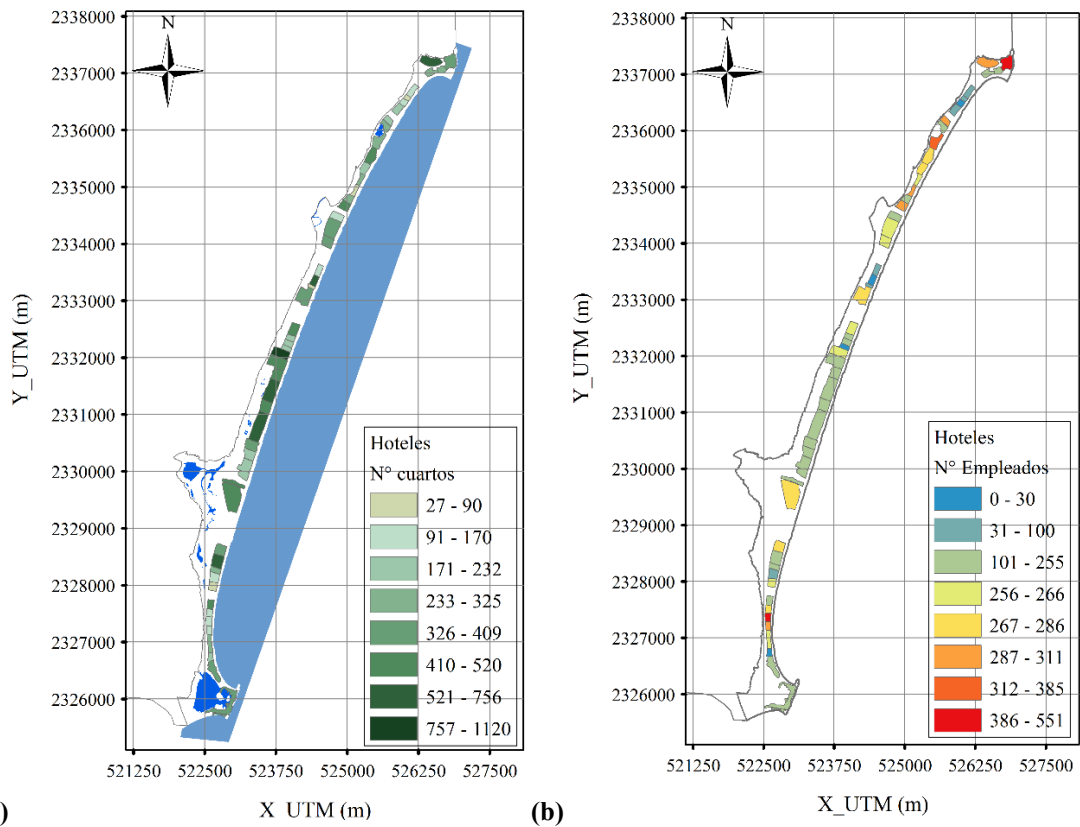 N
2338000
2337000
2336000
2335000
2334000
2333000
2332000
2331000
2330000
2329000
2328000
2327000
2326000
Y_UTM (m)
Hoteles
N° cuartos
27 - 90
91 - 170
171 - 232
233 - 325
326 - 409
410 - 520
521 - 756
757 - 1120
521250 522500 523750 525000 526250 527500
X_UTM (m)
)
N
2338000
2337000
2336000
2335000
2334000
2333000
2332000
2331000
2330000
2329000
2328000
2327000
2326000
Y_UTM (m)
Hoteles
N° Empleados
0 - 30
31 - 100
101 - 255
256 - 266
267 - 286
287 - 311
312 - 385
386 - 551
521250 522500 523750 525000 526250 527500
X_UTM (m)
(b)